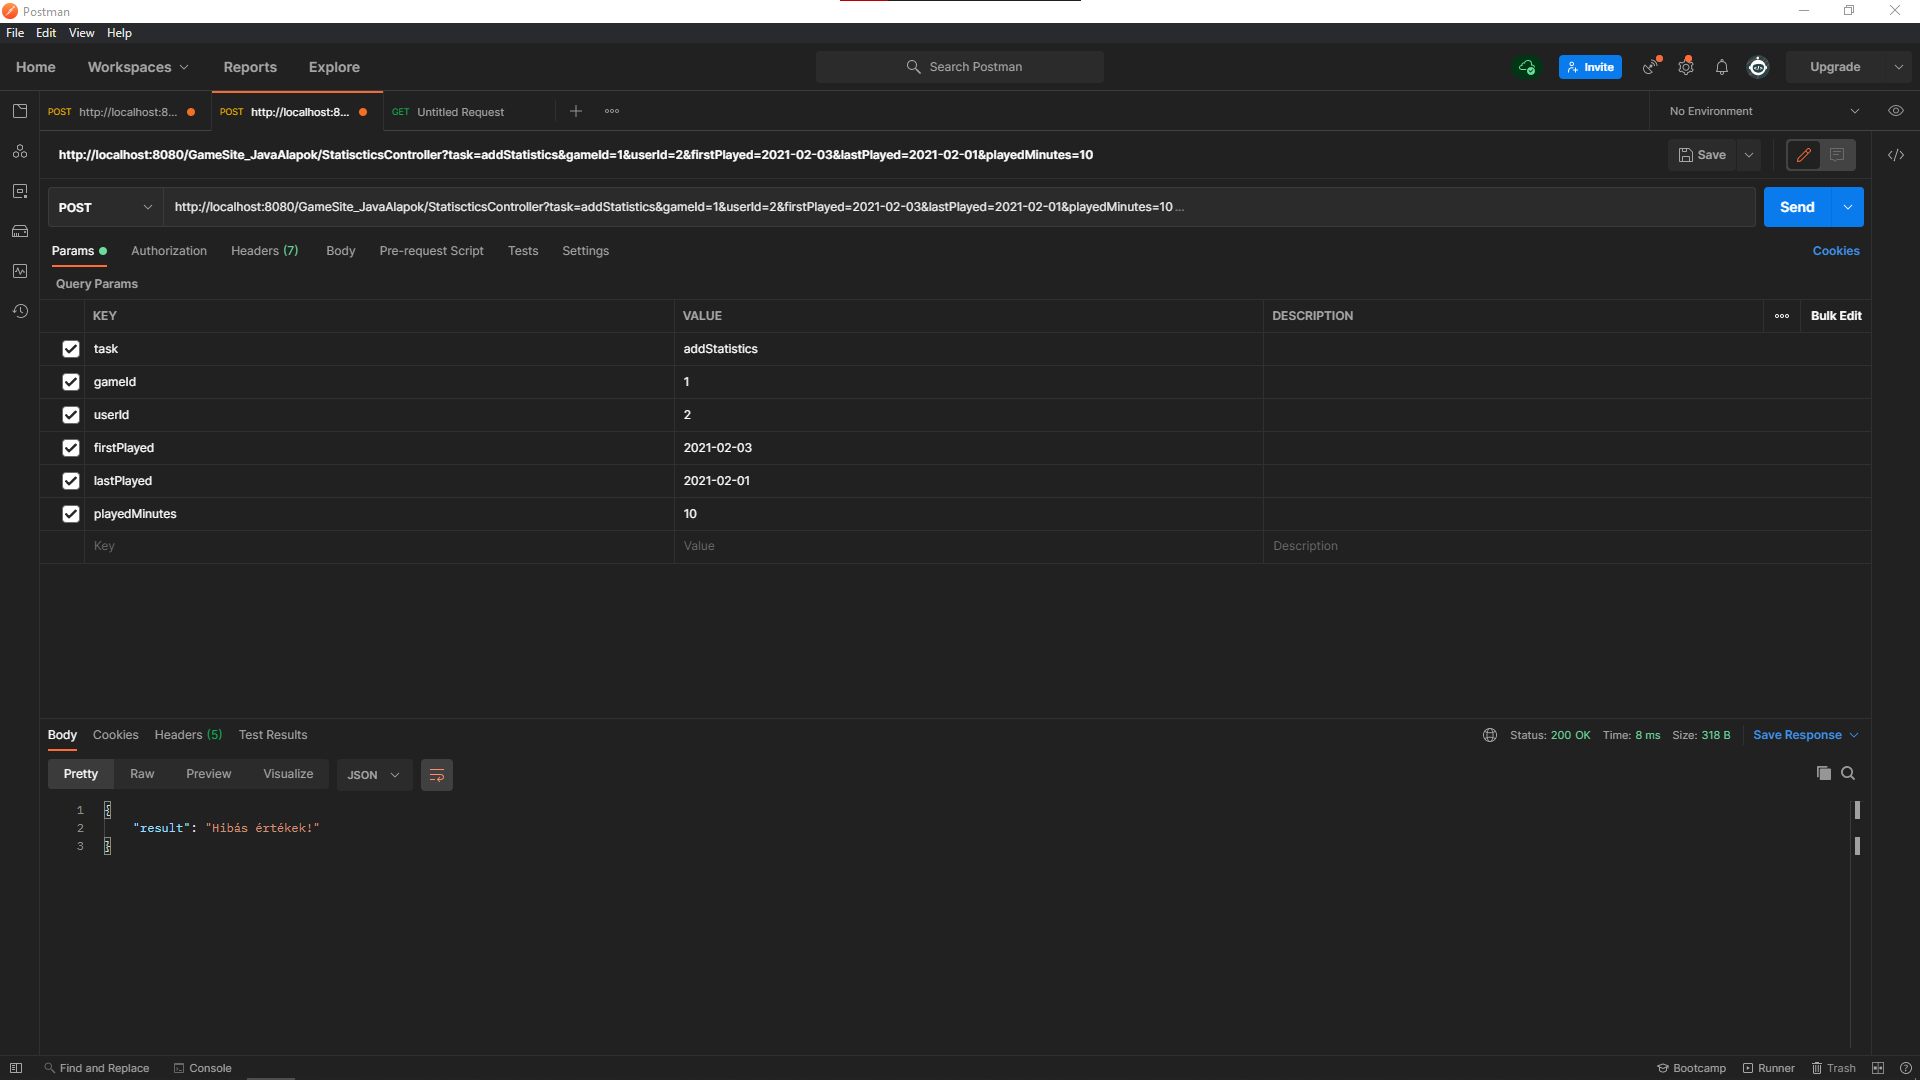 Postman
File Edit View Help
Home Workspaces Reports Explore Search Postman Invite Upgrade
POST http://localhost:8... POST http://localhost:8... GET Untitled Request No Environment
http://localhost:8080/GameSite_JavaAlapok/StatiscticsController?task=addStatistics&gameId=1&userId=2&firstPlayed=2021-02-03&lastPlayed=2021-02-01&playedMinutes=10 Save
POST http://localhost:8080/GameSite_JavaAlapok/StatiscticsController?task=addStatistics&gameId=1&userId=2&firstPlayed=2021-02-03&lastPlayed=2021-02-01&playedMinutes=10 ... Send
Params Authorization Headers (7) Body Pre-request Script Tests Settings Cookies
Query Params
KEY VALUE DESCRIPTION Bulk Edit
task addStatistics
gameId 1
userId 2
firstPlayed 2021-02-03
lastPlayed 2021-02-01
playedMinutes 10
Key Value Description
Body Cookies Headers (5) Test Results Status: 200 OK Time: 8 ms Size: 318 B Save Response
Pretty Raw Preview Visualize JSON
1 {
2 "result": "Hibás értékek!"
3 }
Find and Replace Console Bootcamp Runner Trash